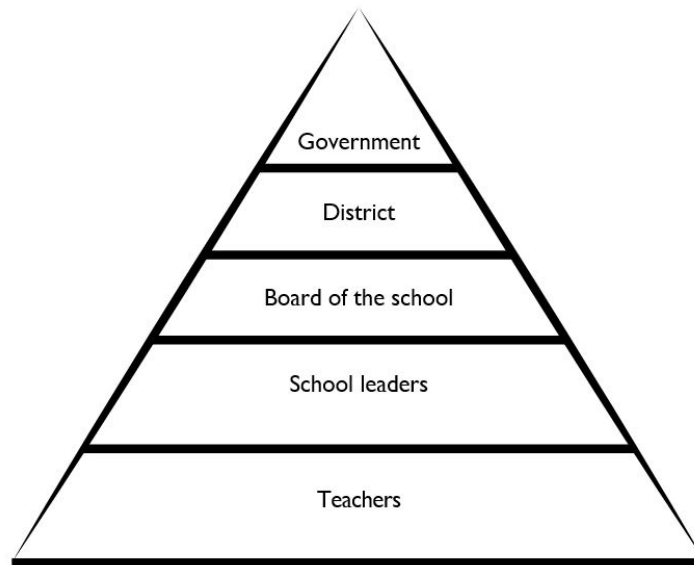 Government
District
Board of the school
School leaders
Teachers